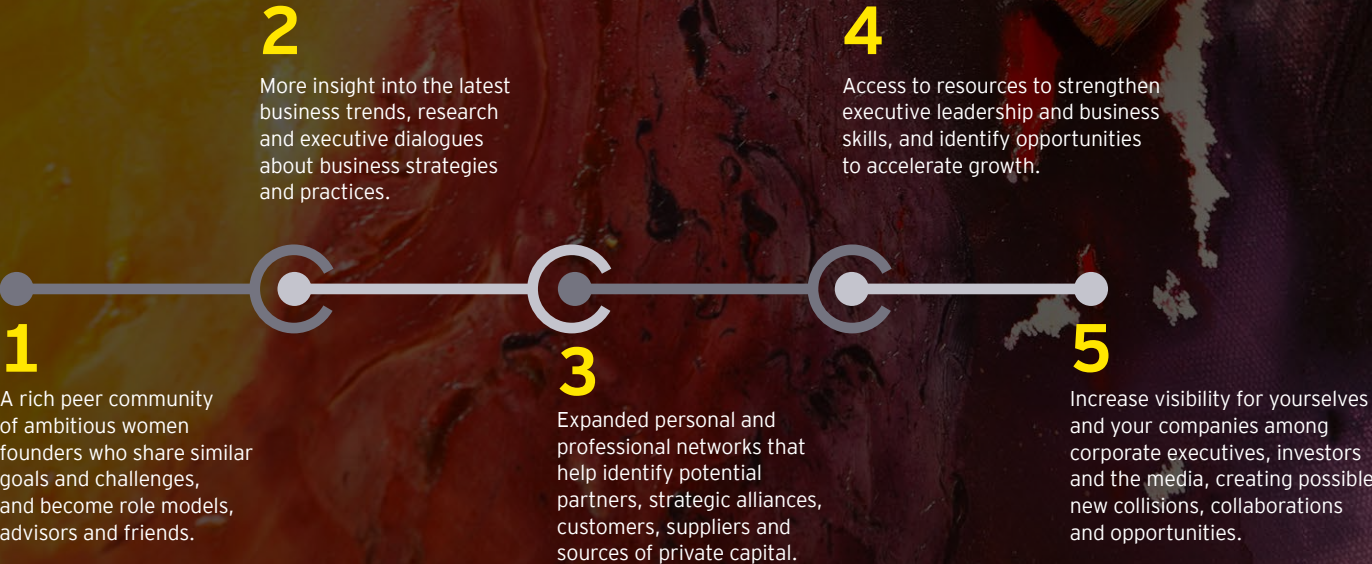 1
A rich peer community
of ambitious women
founders who share similar
goals and challenges,
and become role models,
advisors and friends.
2
More insight into the latest
business trends, research
and executive dialogues
about business strategies
and practices.
3
Expanded personal and
professional networks that
help identify potential
partners, strategic alliances,
customers, suppliers and
sources of private capital.
4
Access to resources to strengthen
executive leadership and business
skills, and identify opportunities
to accelerate growth.
5
Increase visibility for yourselves
and your companies among
corporate executives, investors
and the media, creating possible
new collisions, collaborations
and opportunities.